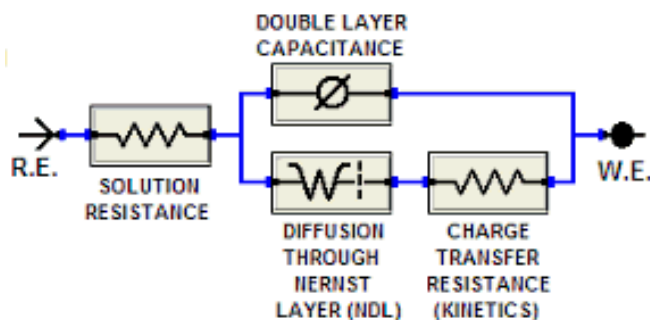 DOUBLE LAYER
CAPACITANCE
R.E.
SOLUTION
RESISTANCE
W
W.E.
DIFFUSION
THROUGH
NERNST
LAYER (NDL)
CHARGE
TRANSFER
RESISTANCE
(KINETICS)